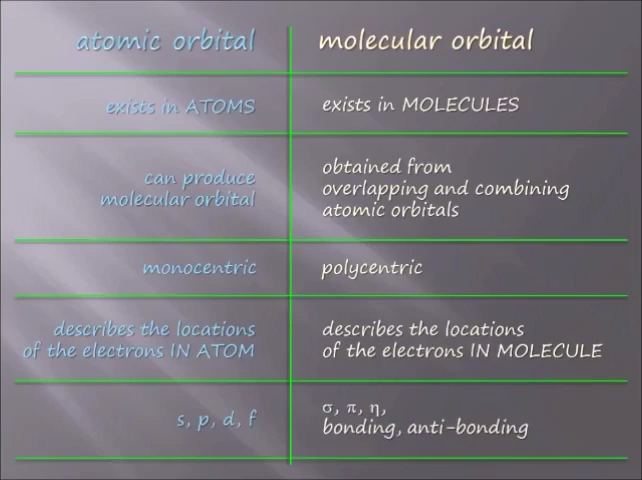 atomic orbital
molecular orbital
exists in ATOMS
exists in MOLECULES
can produce
molecular orbital
obtained from
overlapping and combining
atomic orbitals
monocentric
polycentric
describes the locations
of the electrons IN ATOM
describes the locations
of the electrons IN MOLECULE
s, p, d, f
σ, π, η,
bonding, anti-bonding